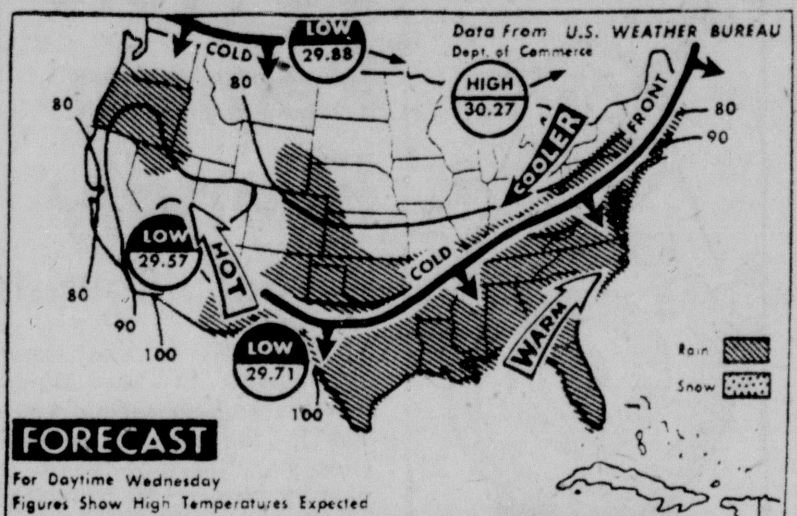 Data From U.S. WEATHER BUREAU
Dept. of Commerce
LOW
29.88
COLD
HIGH
30.27
80
80
FRONT
80
90
COOLER
LOW
29.57
HOT
COLD
80
90
100
LOW
29.71
100
WARM
Rain
Snow
FORECAST
For Daytime Wednesday
Figures Show High Temperatures Expected